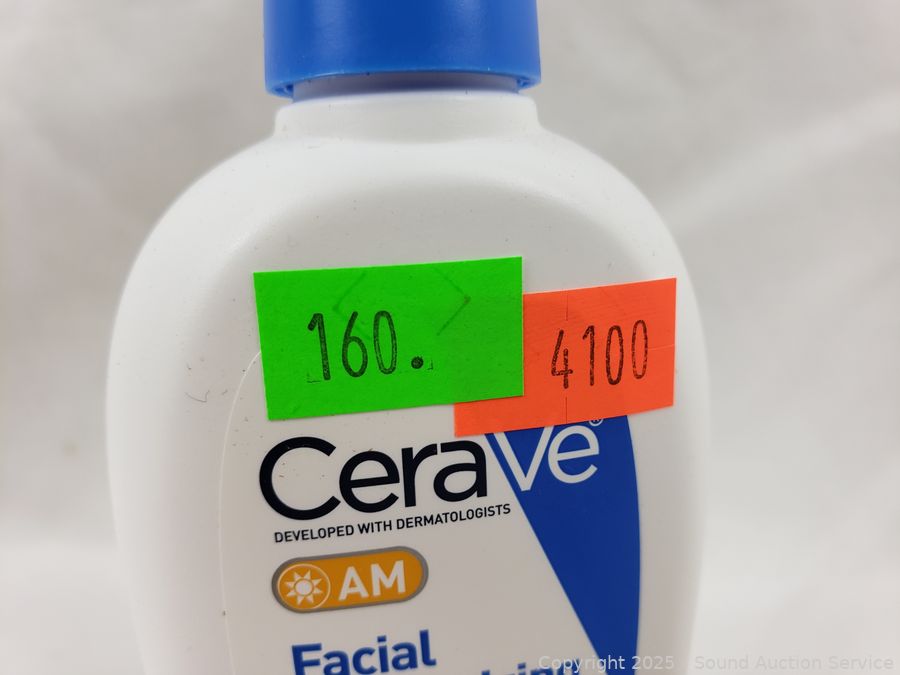 160.
4100
CeraVe®
DEVELOPED WITH DERMATOLOGISTS
AM
Facial
Copyright 2025 Sound Auction Service